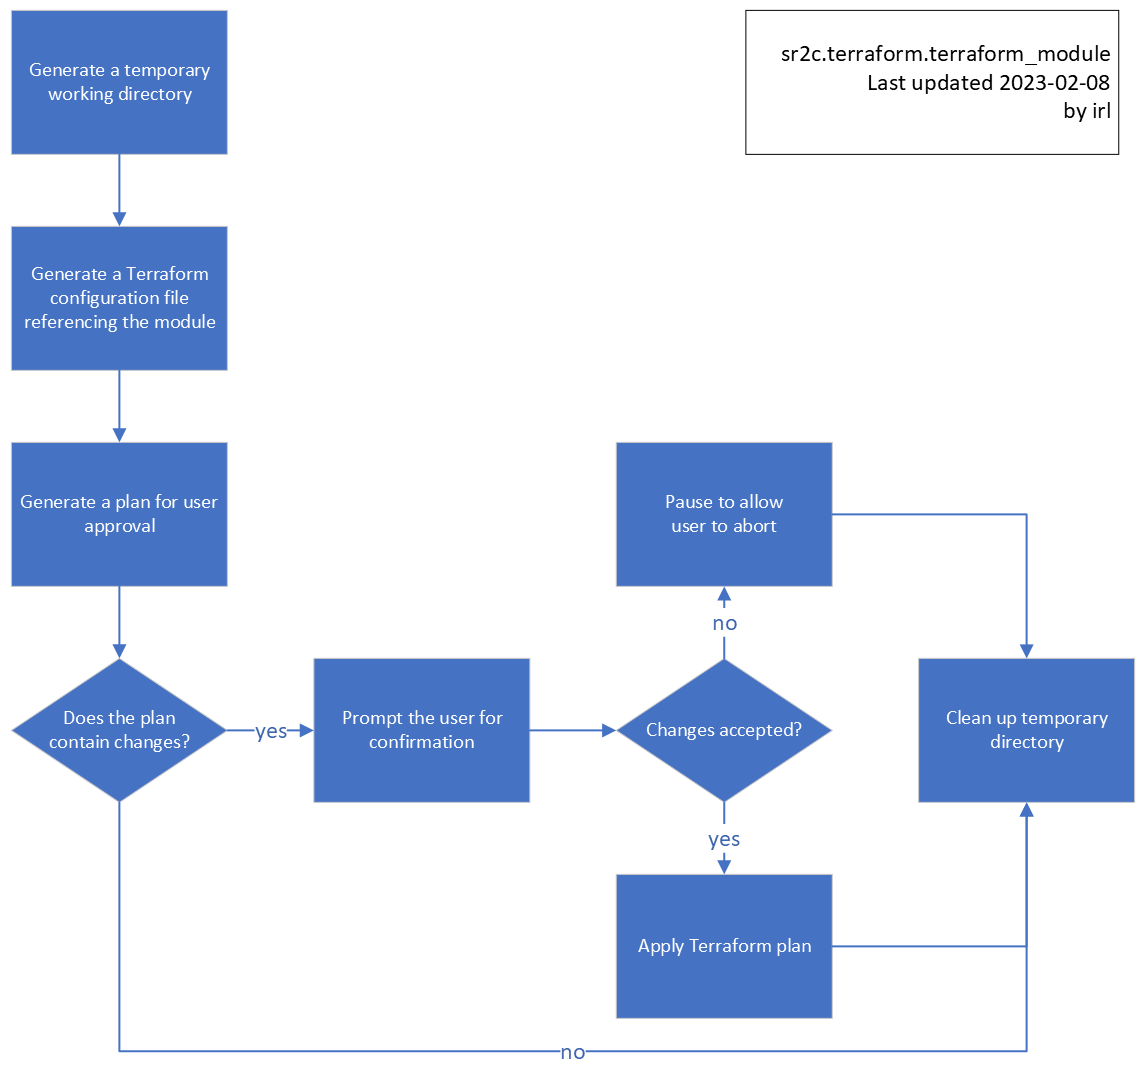 Generate a temporary
working directory
sr2c.terraform.terraform_module
Last updated 2023-02-08
by irl
Generate a Terraform
configuration file
referencing the module
Generate a plan for user
approval
Pause to allow
user to abort
no
Does the plan
contain changes?
yes
Prompt the user for
confirmation
Changes accepted?
Clean up temporary
directory
yes
Apply Terraform plan
no